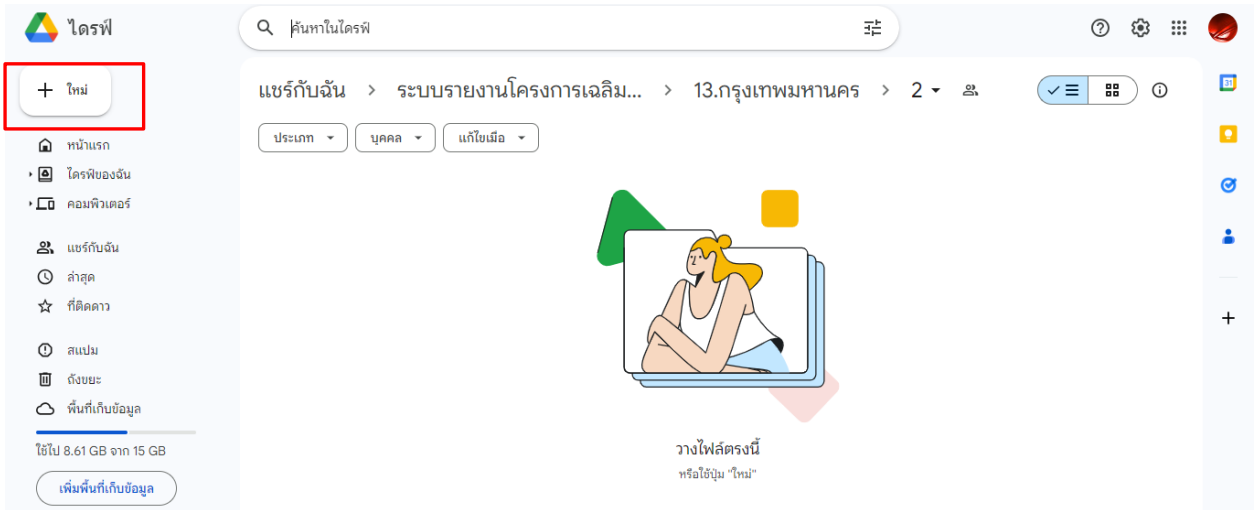 ไดรฟ์
ค้นหาในไดรฟ์
ใหม่
แชร์กับฉัน > ระบบรายงานโครงการเฉลิม... > 13.กรุงเทพมหานคร > 2
31
ประเภท บุคคล แก้ไขเมื่อ
หน้าแรก
ไดรฟ์ของฉัน
คอมพิวเตอร์
แชร์กับฉัน
ล่าสุด
ที่ติดดาว
สแปม
ถังขยะ
พื้นที่เก็บข้อมูล
ใช้ไป 8.61 GB จาก 15 GB
เพิ่มพื้นที่เก็บข้อมูล
วางไฟล์ตรงนี้
หรือใช้ปุ่ม "ใหม่"